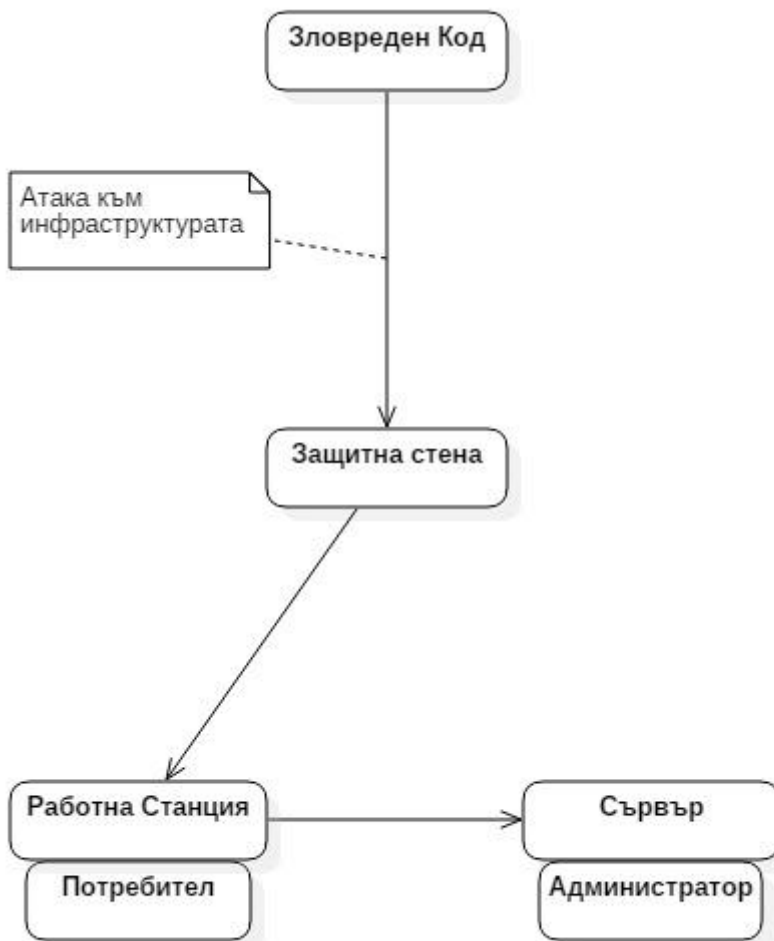 Зловреден Код
Атака към
инфраструктурата
Защитна стена
Работна Станция
Сървър
Потребител
Администратор